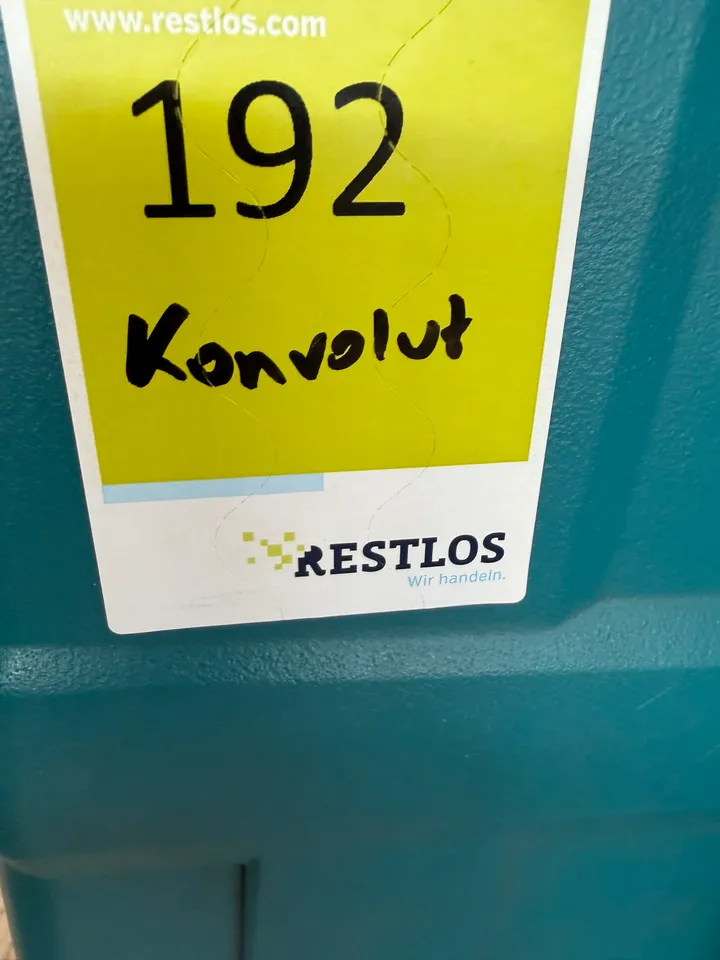 www.restlos.com
192
Konvolut
RESTLOS
Wir handeln.